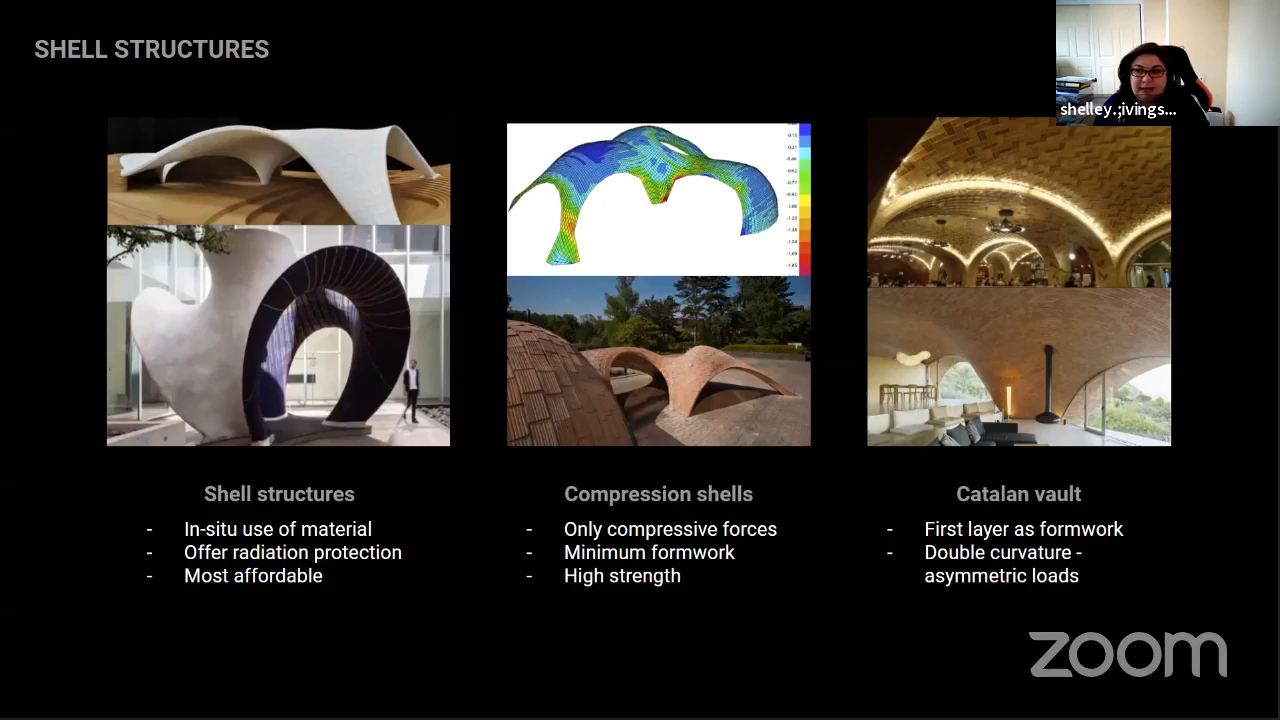 SHELL STRUCTURES
shelley.;ivings...
Shell structures
- In-situ use of material
- Offer radiation protection
- Most affordable
Compression shells
- Only compressive forces
- Minimum formwork
- High strength
Catalan vault
- First layer as formwork
- Double curvature -
asymmetric loads
zoom